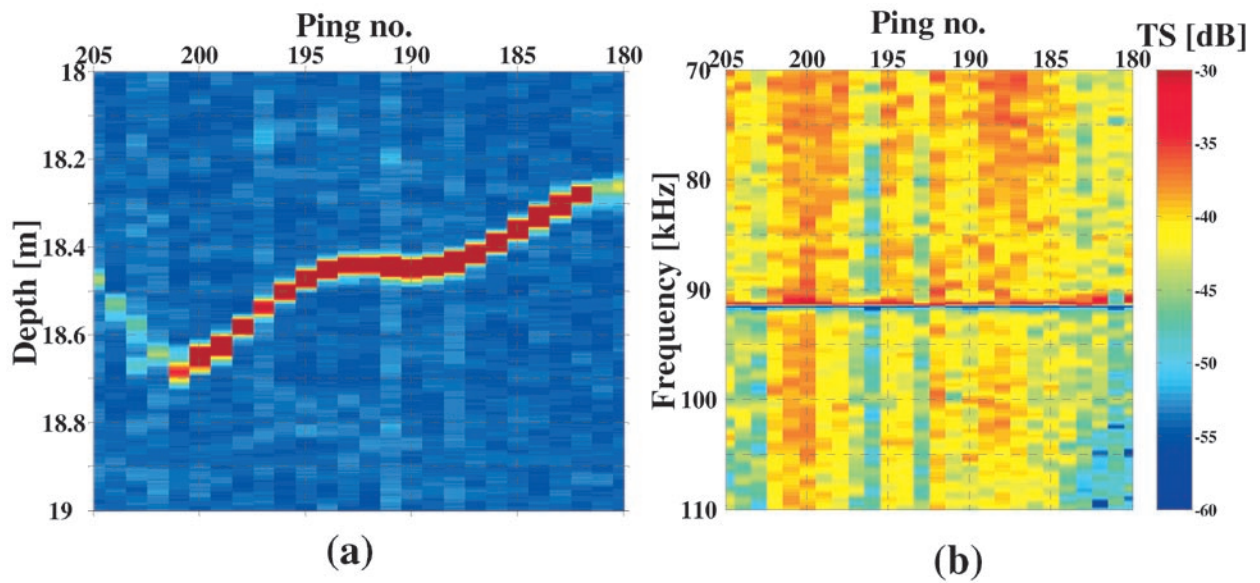 Ping no.
205 200 195 190 185 180
18
18.2
18.4
18.6
18.8
19
Depth [m]
(a)
Ping no.
205 200 195 190 185 180
70
80
90
100
110
Frequency [kHz]
(b)
TS [dB]
-30
-35
-40
-45
-50
-55
-60